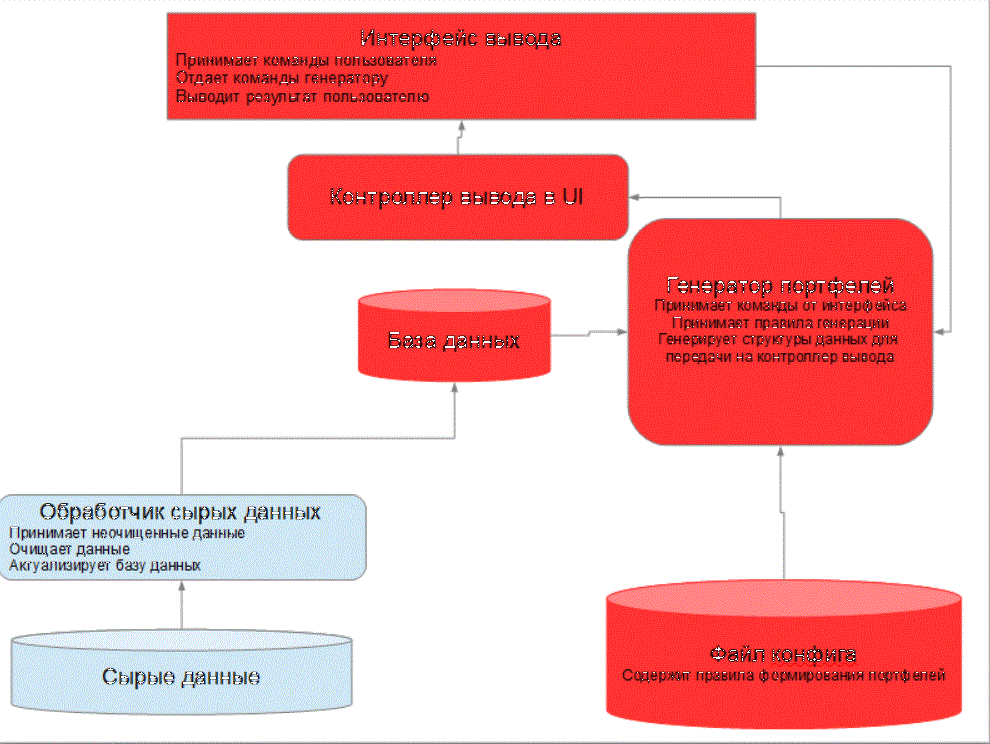 Интерфейс вывода
Принимает команды пользователя
Отдает команды генератору
Выводит результат пользователю
Контроллер вывода в UI
Генератор портфелей
Принимает команды от интерфейса
Принимает правила генерации
Генерирует структуры данных для
передачи на контроллер вывода
База данных
Обработчик сырых данных
Принимает неочищенные данные
Очищает данные
Актуализирует базу данных
Сырые данные
Файл конфига
Содержит правила формирования портфелей